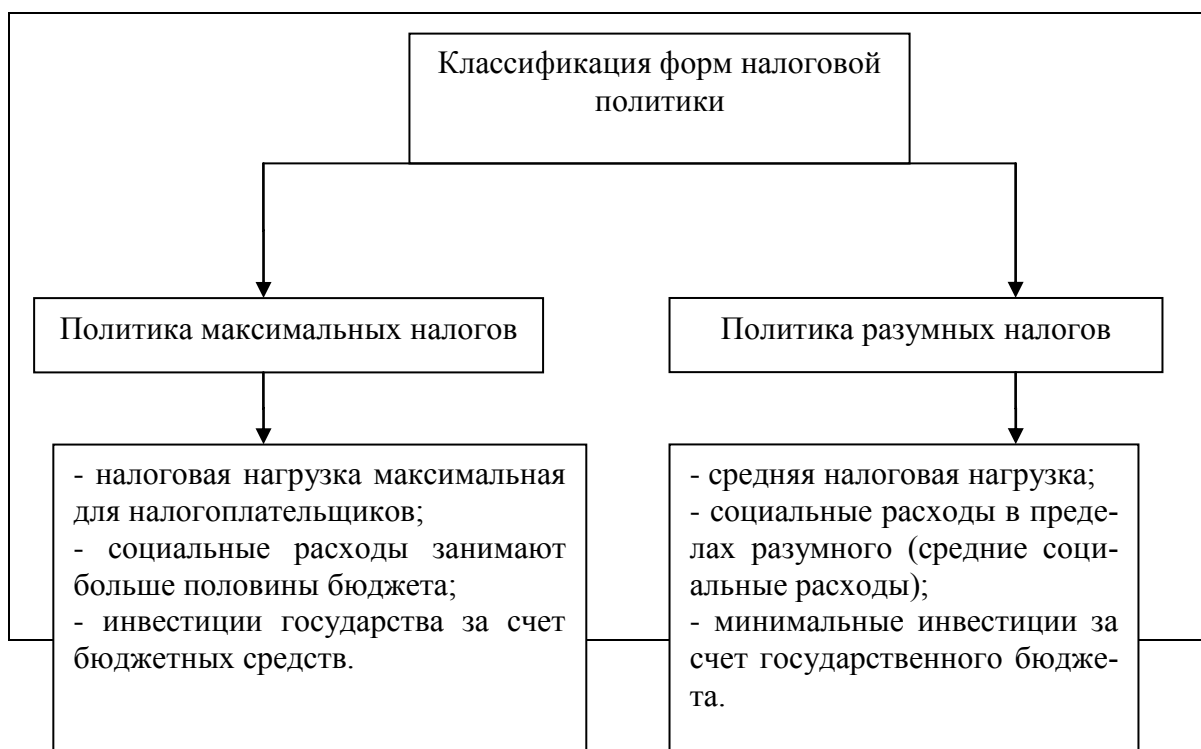 Классификация форм налоговой
политики
Политика максимальных налогов
Политика разумных налогов
- налоговая нагрузка максимальная
для налогоплательщиков;
- социальные расходы занимают
больше половины бюджета;
- инвестиции государства за счет
бюджетных средств.
- средняя налоговая нагрузка;
- социальные расходы в преде-
лах разумного (средние соци-
альные расходы);
- минимальные инвестиции за
счет государственного бюдже-
та.